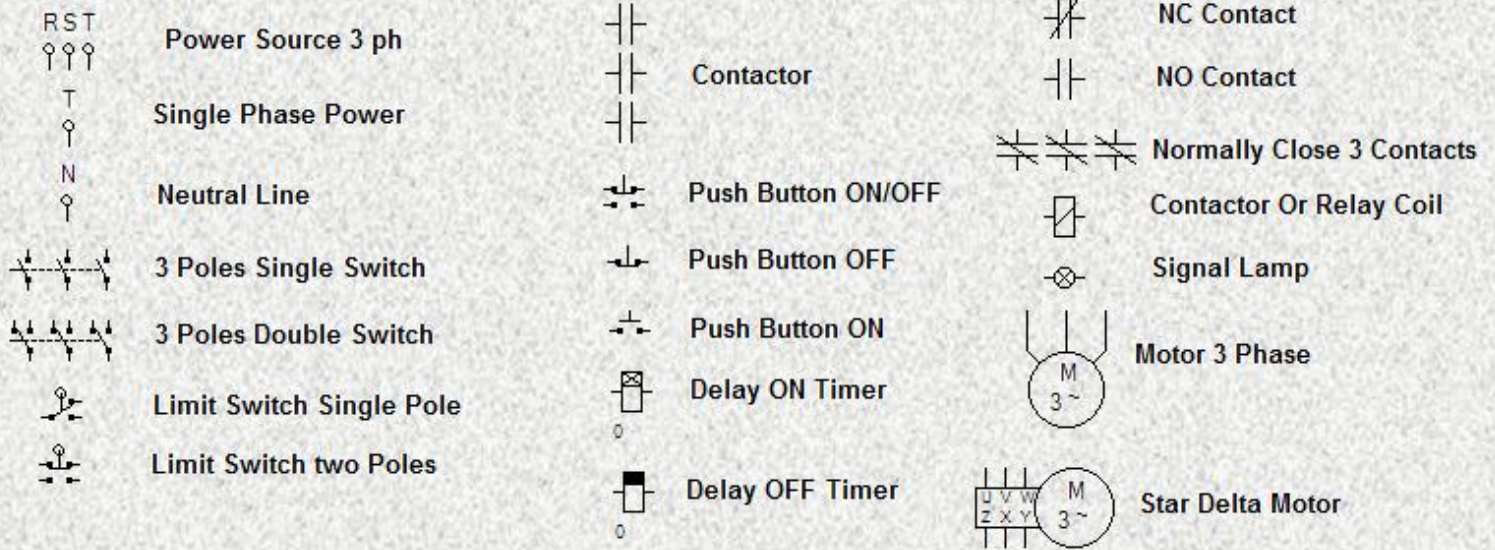 R S T
Power Source 3 ph
T
Single Phase Power
N
Neutral Line
3 Poles Single Switch
3 Poles Double Switch
Limit Switch Single Pole
Limit Switch two Poles
Contactor
Push Button ON/OFF
Push Button OFF
Push Button ON
Delay ON Timer
0
Delay OFF Timer
0
NC Contact
NO Contact
Normally Close 3 Contacts
Contactor Or Relay Coil
Signal Lamp
M
3 ~
Motor 3 Phase
U V W
Z X Y
M
3 ~
Star Delta Motor